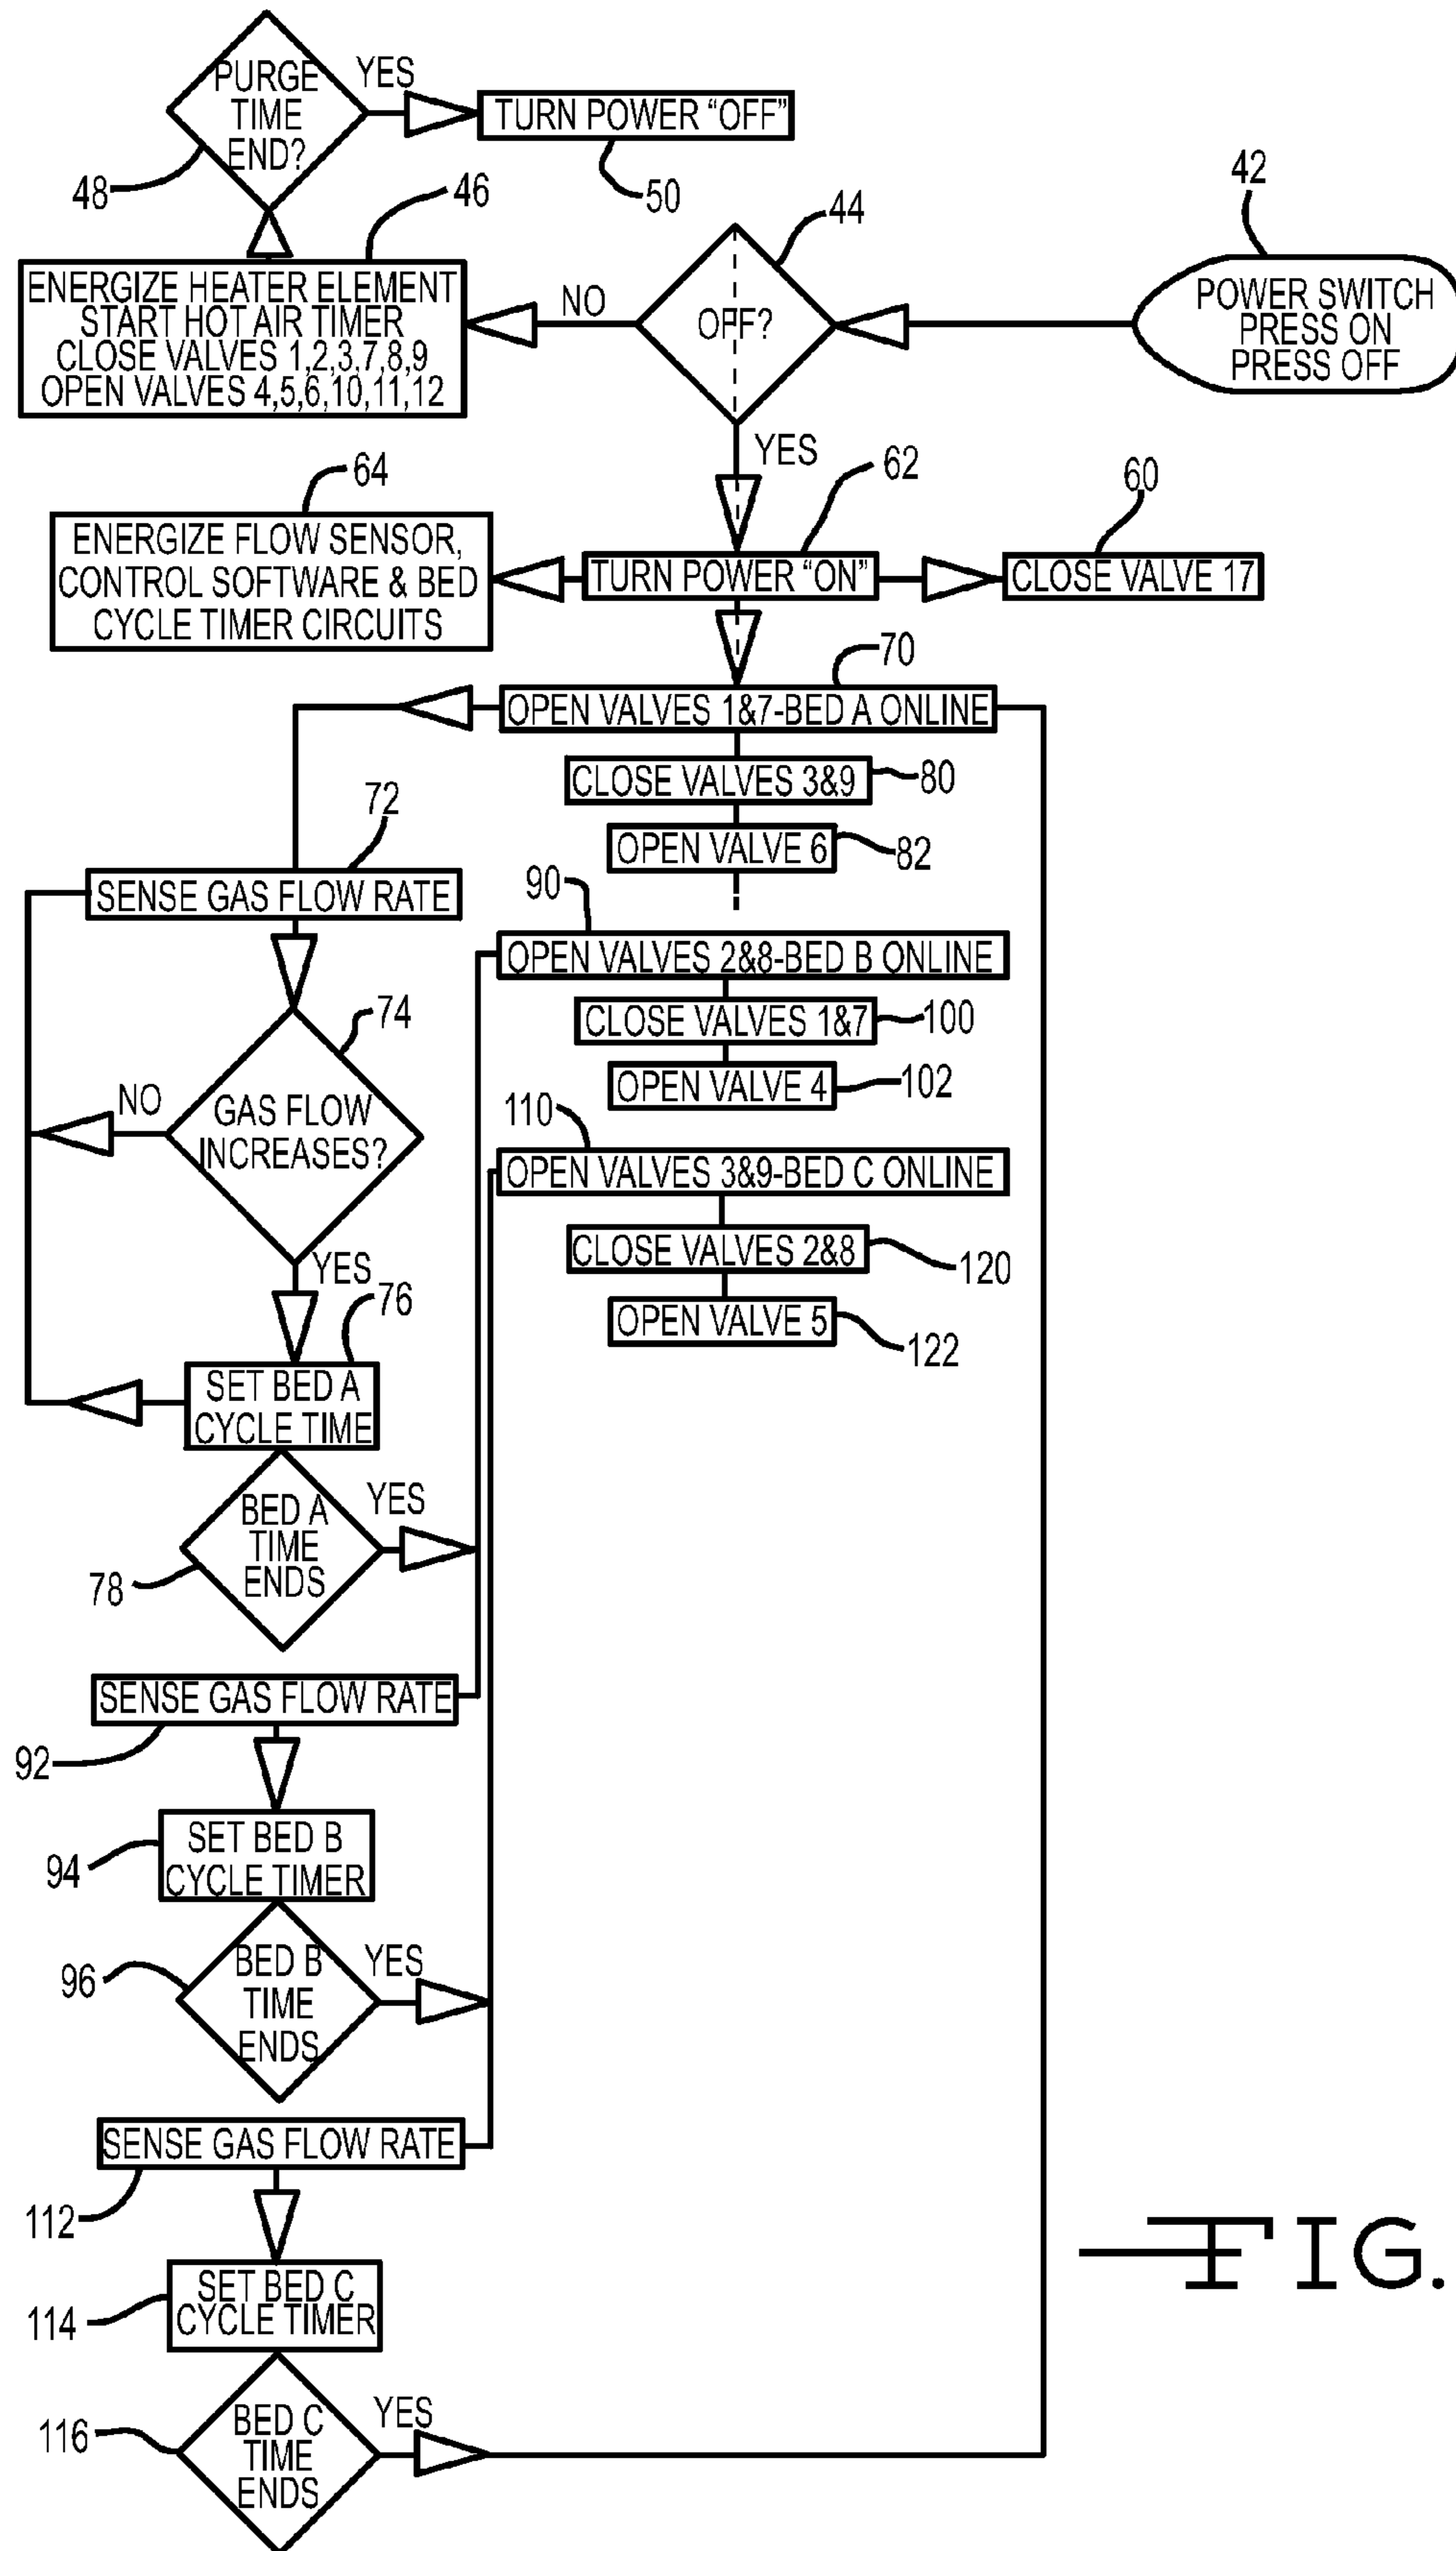 PURGE
TIME
END?
YES
TURN POWER “OFF”
48
46
50
44
42
ENERGIZE HEATER ELEMENT
START HOT AIR TIMER
CLOSE VALVES 1,2,3,7,8,9
OPEN VALVES 4,5,6,10,11,12
NO
OFF?
POWER SWITCH
PRESS ON
PRESS OFF
YES
64
62
60
ENERGIZE FLOW SENSOR,
CONTROL SOFTWARE & BED
CYCLE TIMER CIRCUITS
TURN POWER “ON”
CLOSE VALVE 17
70
OPEN VALVES 1&7-BED A ONLINE
CLOSE VALVES 3&9
80
72
OPEN VALVE 6
82
SENSE GAS FLOW RATE
90
OPEN VALVES 2&8-BED B ONLINE
74
CLOSE VALVES 1&7
100
OPEN VALVE 4
102
NO
GAS FLOW
INCREASES?
110
OPEN VALVES 3&9-BED C ONLINE
CLOSE VALVES 2&8
120
YES
76
OPEN VALVE 5
122
SET BED A
CYCLE TIME
BED A
TIME
ENDS
YES
78
SENSE GAS FLOW RATE
92
SET BED B
CYCLE TIMER
94
BED B
TIME
ENDS
YES
96
SENSE GAS FLOW RATE
112
SET BED C
CYCLE TIMER
114
BED C
TIME
ENDS
YES
116
FIG.